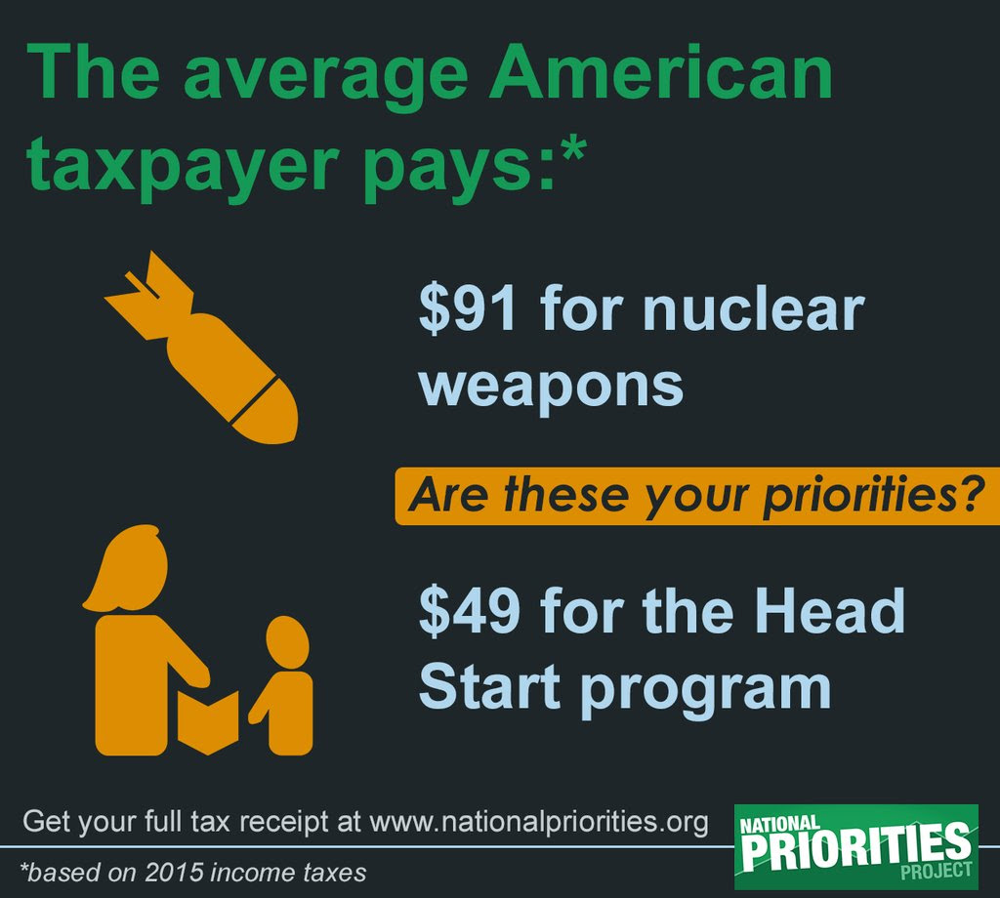 The average American
taxpayer pays:*
$91 for nuclear
weapons
Are these your priorities?
$49 for the Head
Start program
Get your full tax receipt at www.nationalpriorities.org
NATIONAL
PRIORITIES
PROJECT
*based on 2015 income taxes